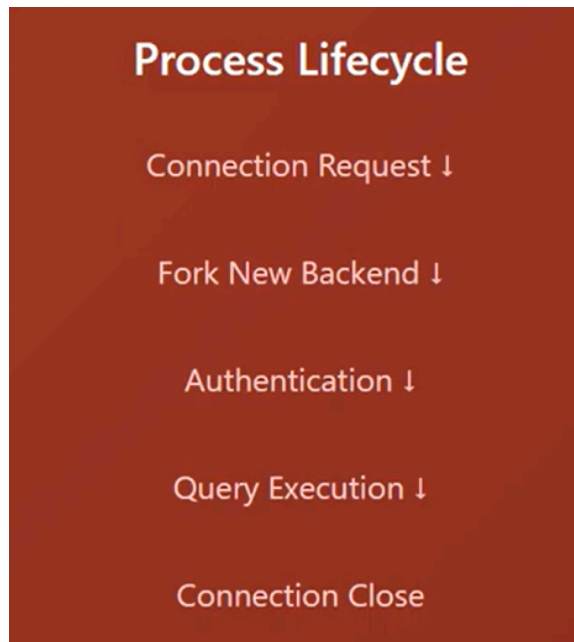 Process Lifecycle
Connection Request ↓
Fork New Backend ↓
Authentication ↓
Query Execution ↓
Connection Close